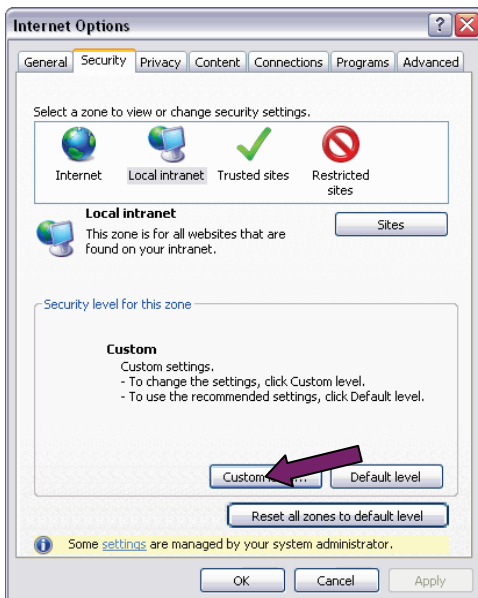 Internet Options
General Security Privacy Content Connections Programs Advanced
Select a zone to view or change security settings.
Internet Local intranet Trusted sites Restricted
sites
Local intranet
This zone is for all websites that are
found on your intranet.
Sites
Security level for this zone
Custom
Custom settings.
- To change the settings, click Custom level.
- To use the recommended settings, click Default level.
Custom Default level
Reset all zones to default level
Some settings are managed by your system administrator.
OK Cancel Apply